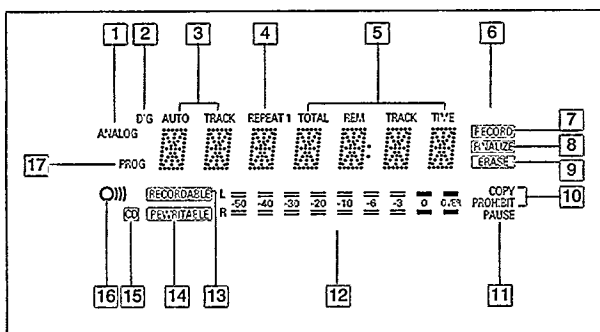 1 2 3 4 5 6
DIG AUTO TRACK REPEAT 1 TOTAL REM TRACK TIME
ANALOG
RECORD 7
FINALIZE 8
17 PROG
ERASE 9
RECORDABLE L
-50 -40 -30 -20 -10 -6 -3 0 OVER
COPY
PROHIBIT 10
CD REWRITABLE R
PAUSE
16 15 14 13 12 11